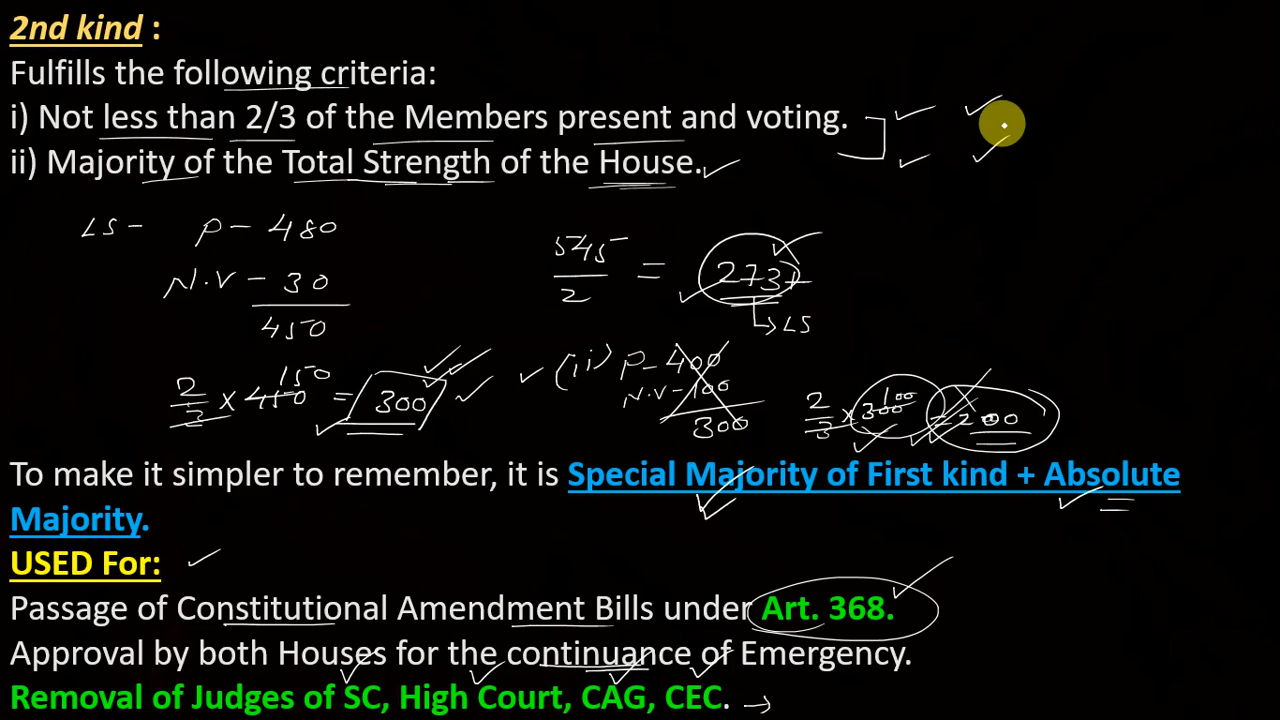 2nd kind :
Fulfills the following criteria:
i) Not less than 2/3 of the Members present and voting.
ii) Majority of the Total Strength of the House.
LS - P - 480
N.V - 30
450
545/2 = 273+
→ LS
2/3 × 450 150 = 300
(ii) P - 400
N.V - 100
300
2/3 × 300 100 = 200
To make it simpler to remember, it is Special Majority of First kind + Absolute
Majority.
USED For:
Passage of Constitutional Amendment Bills under Art. 368.
Approval by both Houses for the continuance of Emergency.
Removal of Judges of SC, High Court, CAG, CEC. →